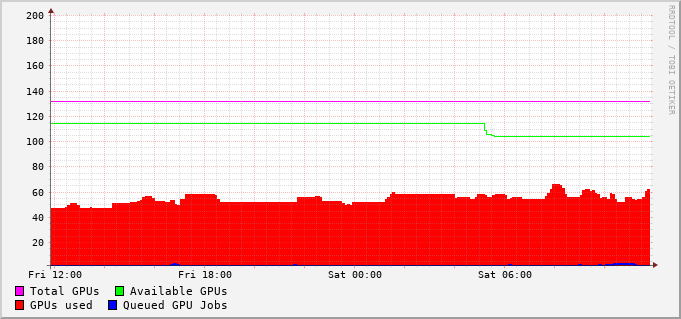 200
180
160
140
120
100
80
60
40
20
Fri 12:00 Fri 18:00 Sat 00:00 Sat 06:00
Total GPUs Available GPUs
GPUs used Queued GPU Jobs
RRDTOOL / TOBI OETIKER